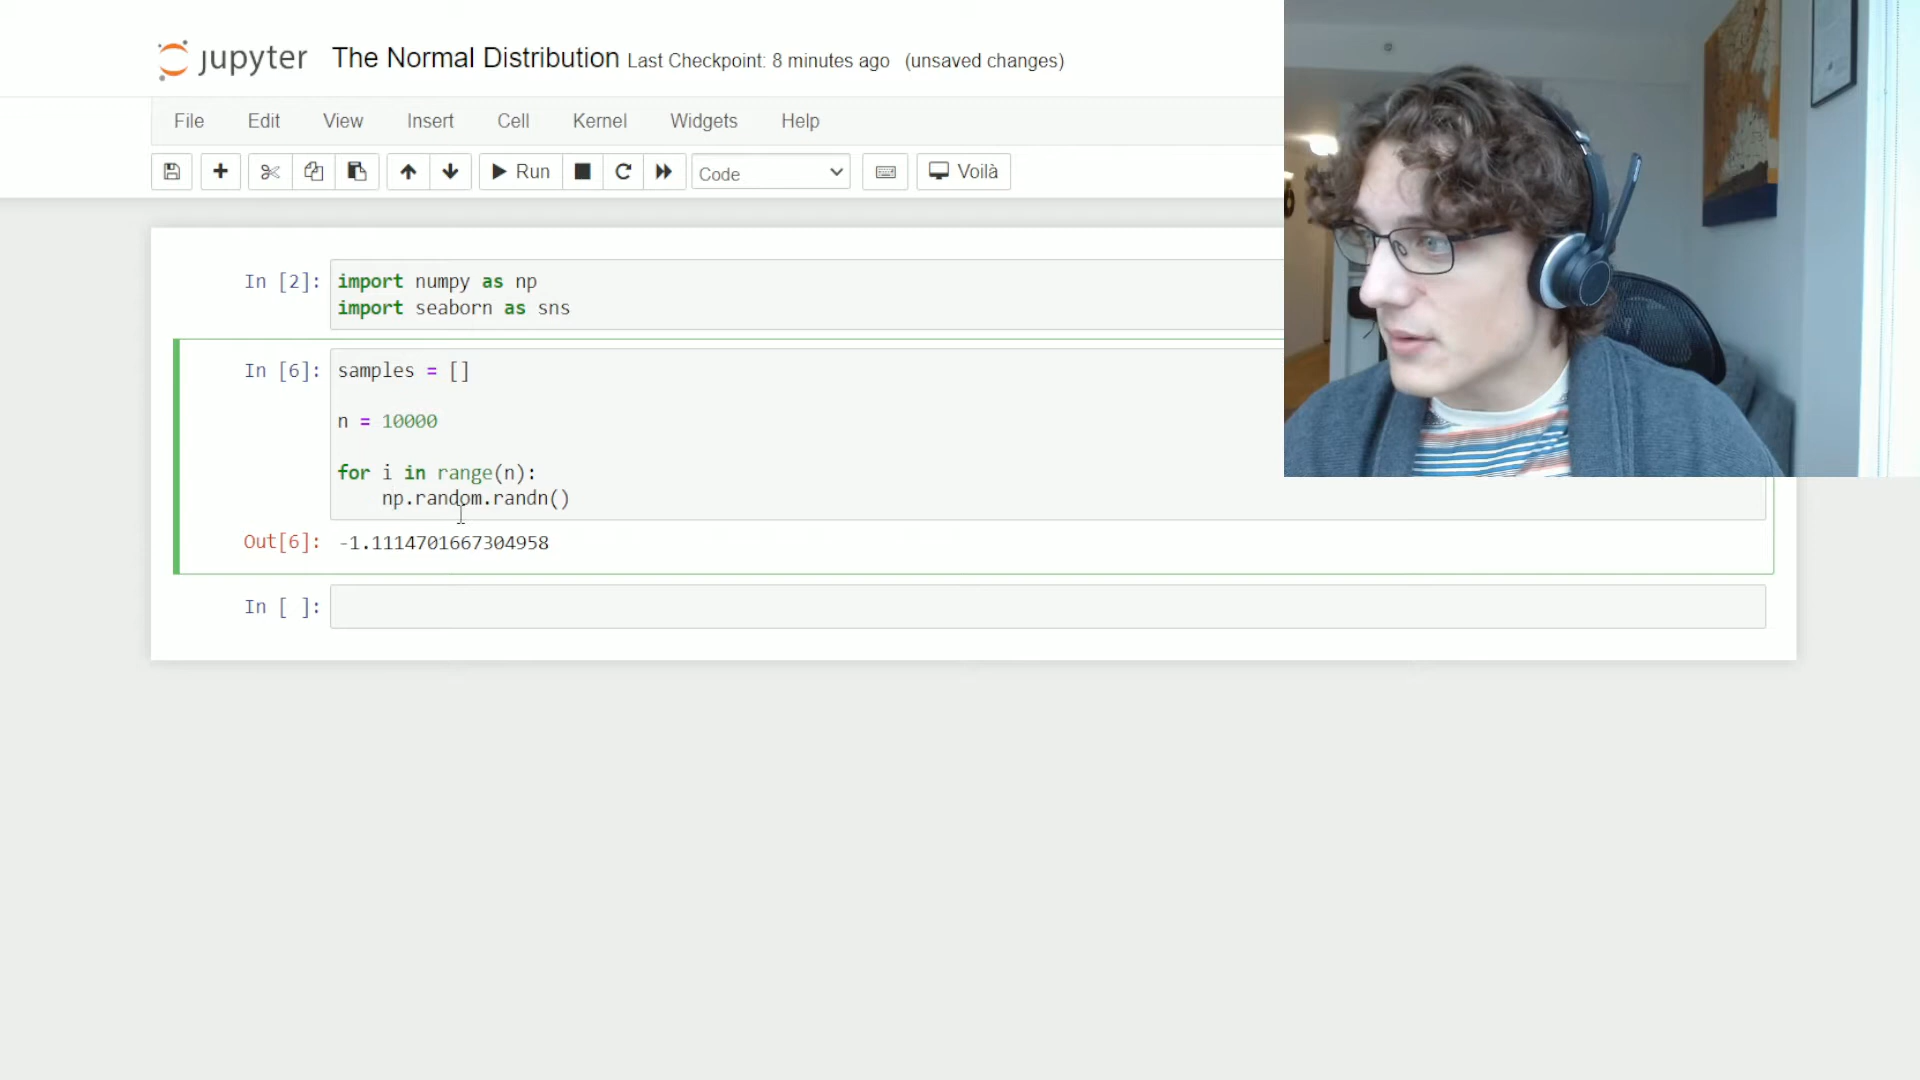 jupyter The Normal Distribution Last Checkpoint: 8 minutes ago (unsaved changes)
File Edit View Insert Cell Kernel Widgets Help
Run Code Voilà
In [2]: import numpy as np
import seaborn as sns
In [6]: samples = []
n = 10000
for i in range(n):
np.random.randn()
Out[6]: -1.1114701667304958
In [ ]: